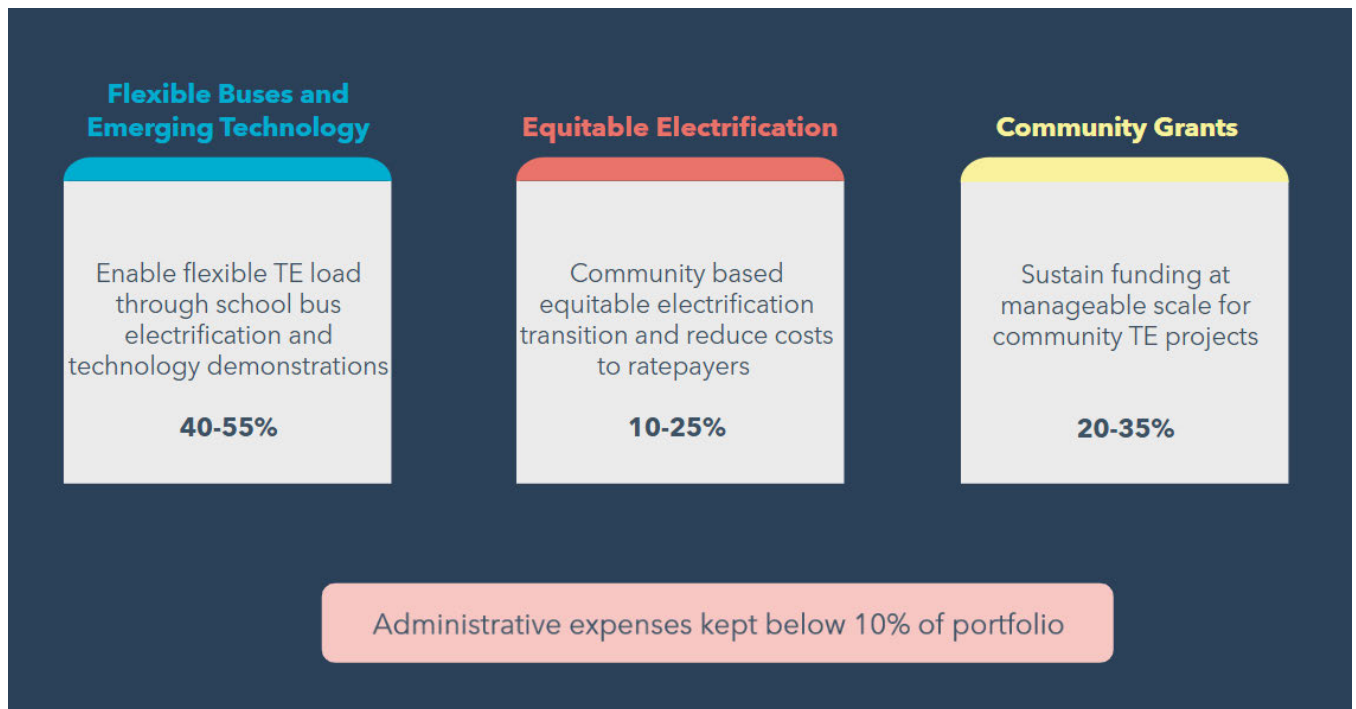 Flexible Buses and
Emerging Technology
Enable flexible TE load
through school bus
electrification and
technology demonstrations
40-55%
Equitable Electrification
Community based
equitable electrification
transition and reduce costs
to ratepayers
10-25%
Community Grants
Sustain funding at
manageable scale for
community TE projects
20-35%
Administrative expenses kept below 10% of portfolio